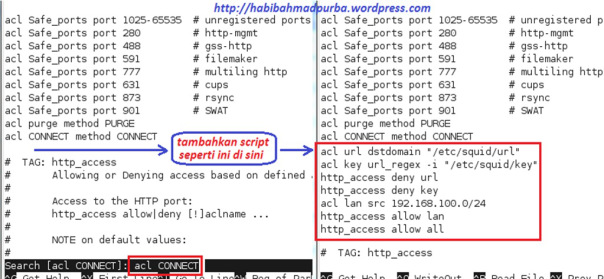 http://habibahmadpurba.wordpress.com
acl Safe_ports port 1025-65535 # unregistered ports
acl Safe_ports port 280 # http-mgmt
acl Safe_ports port 488 # gss-http
acl Safe_ports port 591 # filemaker
acl Safe_ports port 777 # multiling http
acl Safe_ports port 631 # cups
acl Safe_ports port 873 # rsync
acl Safe_ports port 901 # SWAT
acl purge method PURGE
acl CONNECT method CONNECT
# TAG: http_access
# Allowing or Denying access based on defined
# Access to the HTTP port:
# http_access allow|deny [!]aclname ...
# NOTE on default values:
Search [acl CONNECT]: acl CONNECT
^G Get Help
tambahkan script
seperti ini di sini
acl Safe_ports port 1025-65535 # unregistered p
acl Safe_ports port 280 # http-mgmt
acl Safe_ports port 488 # gss-http
acl Safe_ports port 591 # filemaker
acl Safe_ports port 777 # multiling http
acl Safe_ports port 631 # cups
acl Safe_ports port 873 # rsync
acl Safe_ports port 901 # SWAT
acl purge method PURGE
acl CONNECT method CONNECT
acl url dstdomain "/etc/squid/url"
acl key url_regex -i "/etc/squid/key"
http_access deny url
http_access deny key
acl lan src 192.168.100.0/24
http_access allow lan
http_access allow all
# TAG: http_access
^G Get Help ^O WriteOut ^R Read File